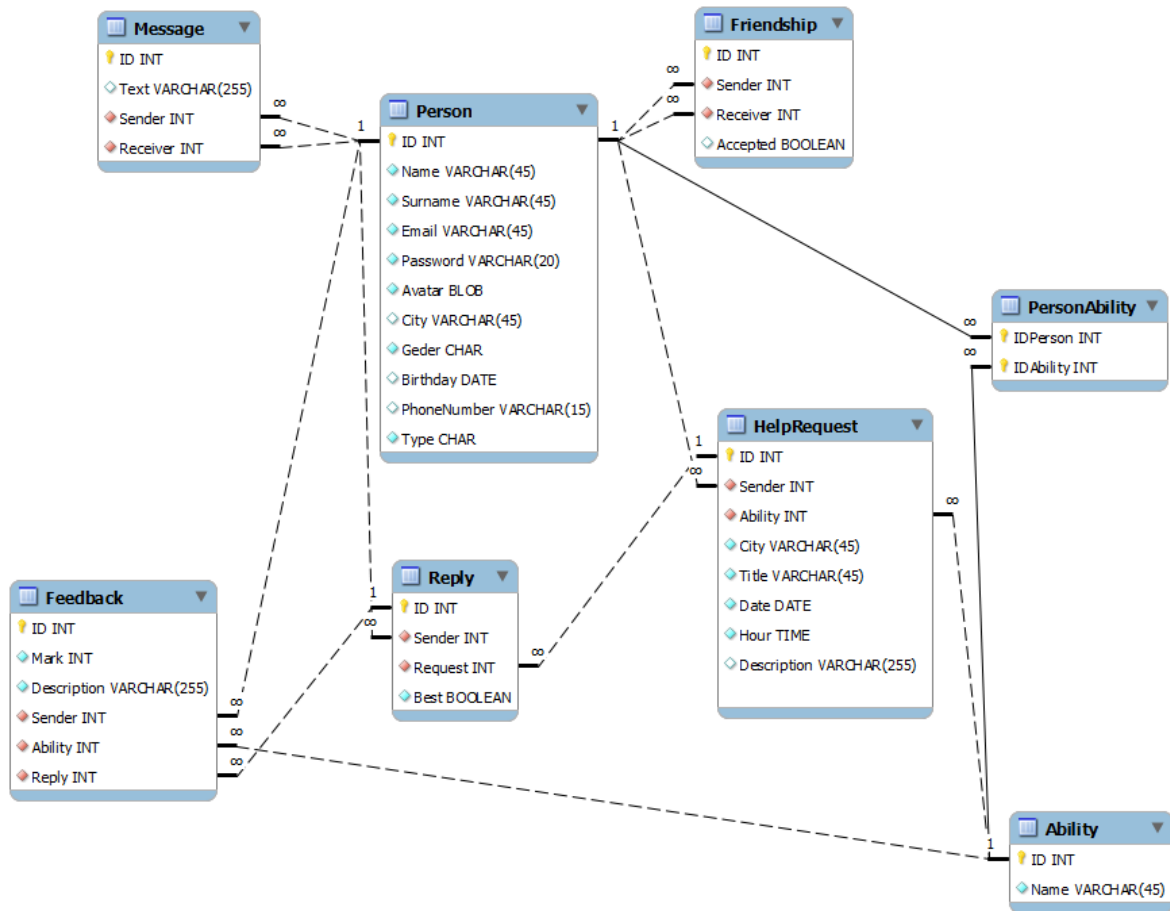 Message
ID INT
Text VARCHAR(255)
Sender INT
Receiver INT
∞
∞
Friendship
ID INT
Sender INT
Receiver INT
Accepted BOOLEAN
∞
∞
Person
ID INT
Name VARCHAR(45)
Surname VARCHAR(45)
Email VARCHAR(45)
Password VARCHAR(20)
Avatar BLOB
City VARCHAR(45)
Geder CHAR
Birthday DATE
PhoneNumber VARCHAR(15)
Type CHAR
1
1
PersonAbility
IDPerson INT
IDAbility INT
∞
∞
HelpRequest
ID INT
Sender INT
Ability INT
City VARCHAR(45)
Title VARCHAR(45)
Date DATE
Hour TIME
Description VARCHAR(255)
1
∞
∞
Reply
ID INT
Sender INT
Request INT
Best BOOLEAN
1
∞
∞
Feedback
ID INT
Mark INT
Description VARCHAR(255)
Sender INT
Ability INT
Reply INT
∞
∞
∞
Ability
ID INT
Name VARCHAR(45)
1